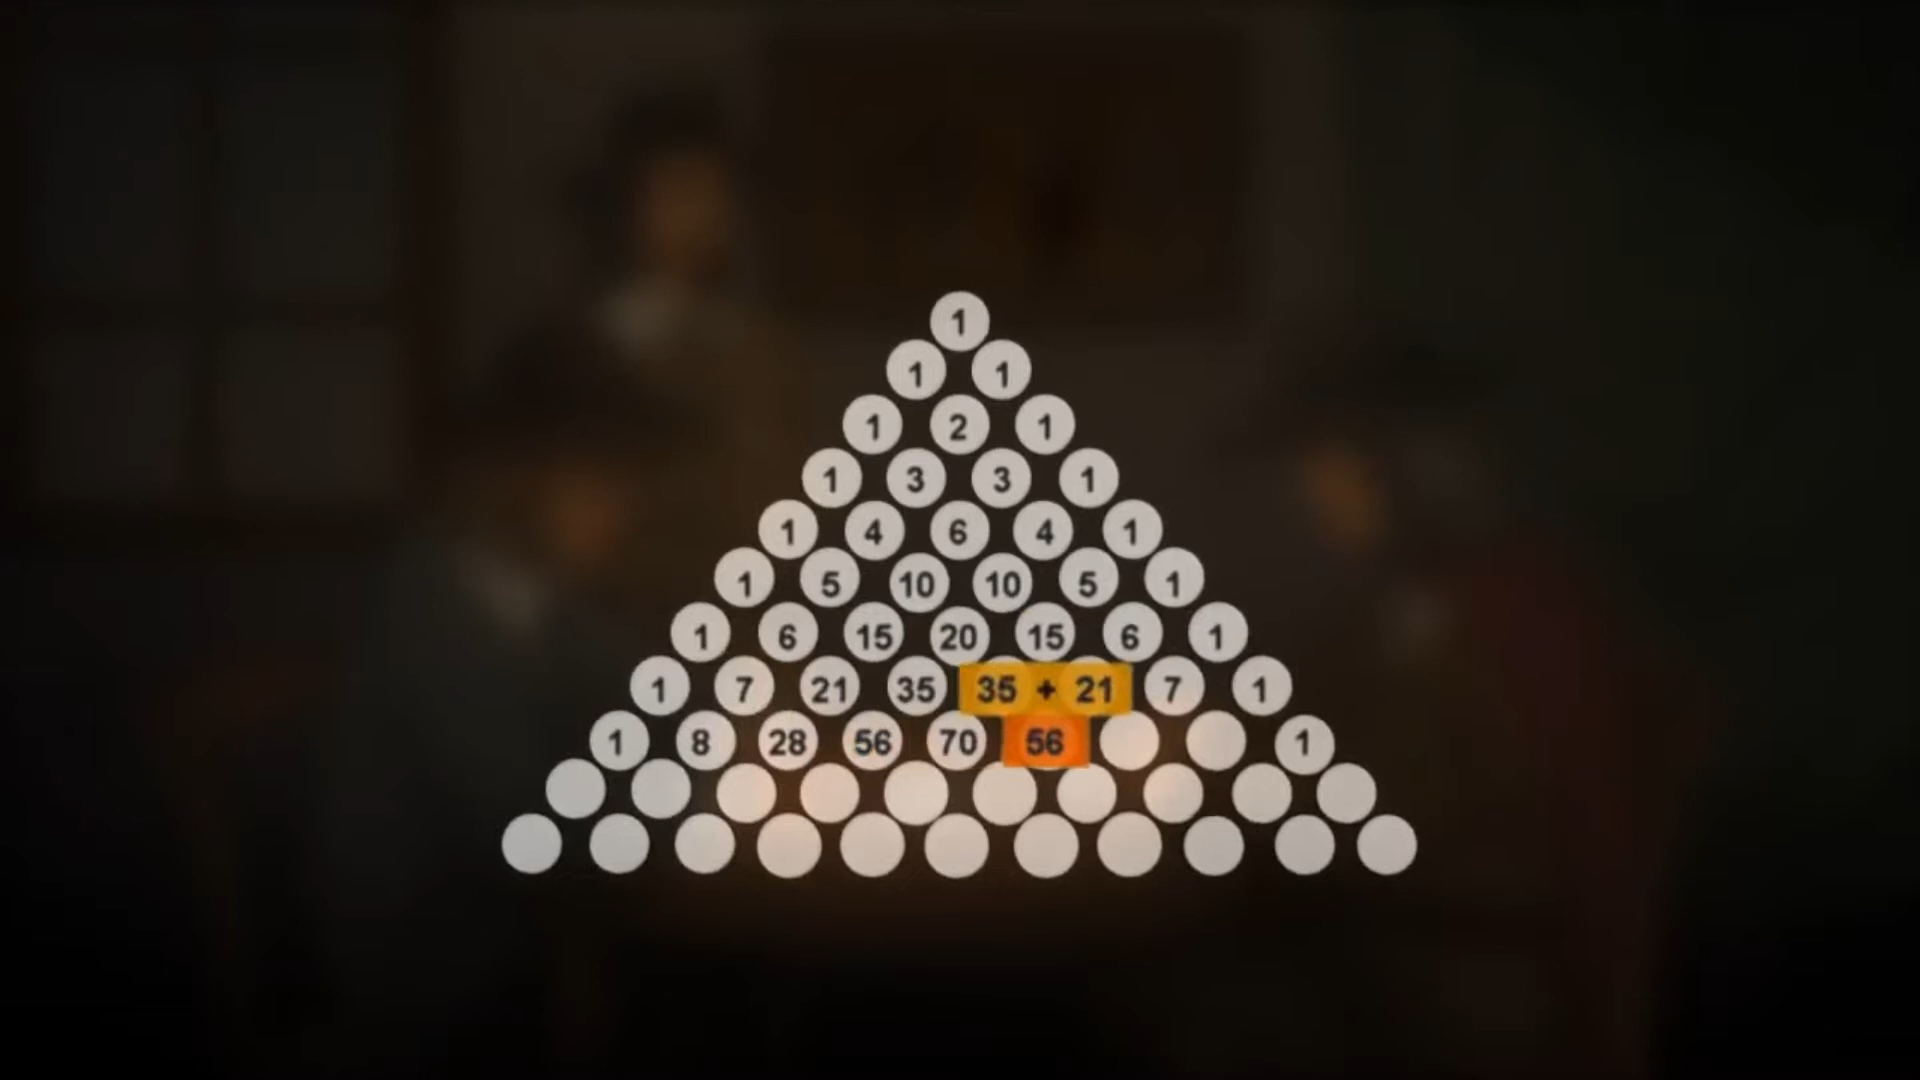 1
1 1
1 2 1
1 3 3 1
1 4 6 4 1
1 5 10 10 5 1
1 6 15 20 15 6 1
1 7 21 35 35 + 21 7 1
1 8 28 56 70 56 1